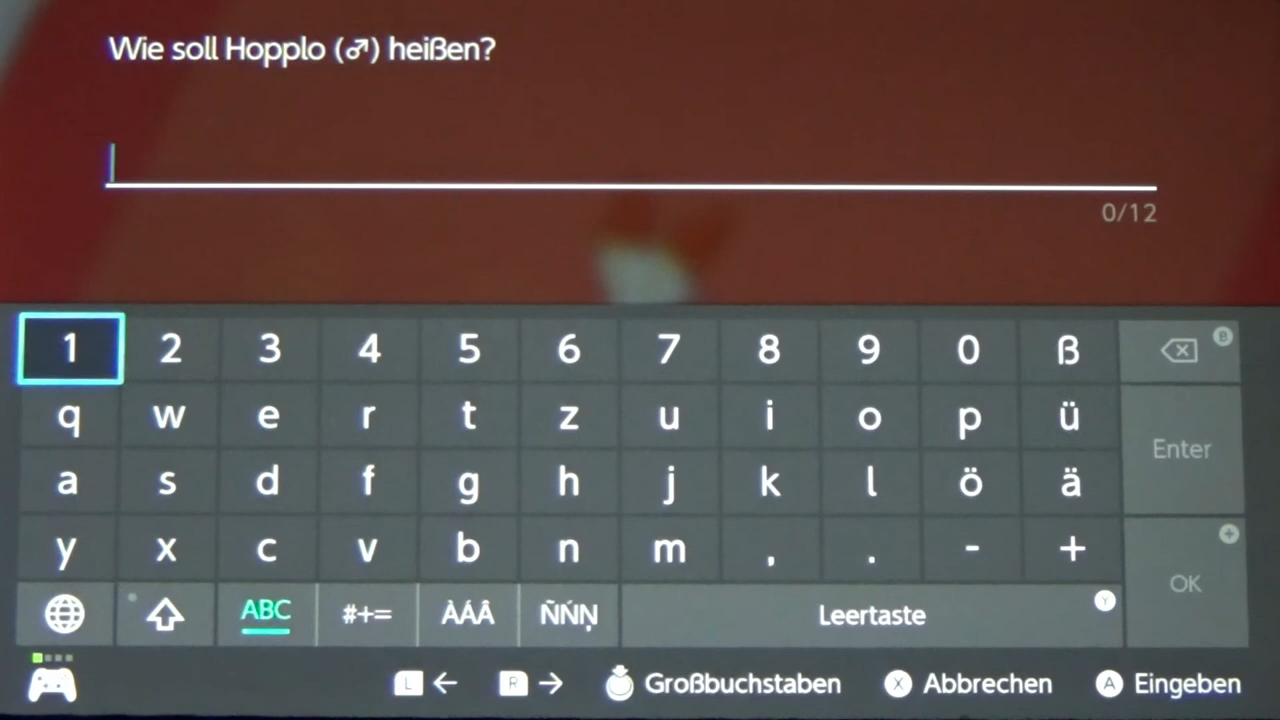 Wie soll Hopplo (♂) heißen?
0/12
1 2 3 4 5 6 7 8 9 0 ß B
q w e r t z u i o p ü
Enter
a s d f g h j k l ö ä
y x c v b n m , . - +
+
OK
ABC #+= ÀÁÂ ÑŃŅ Leertaste Y
L ← R → Großbuchstaben X Abbrechen A Eingeben